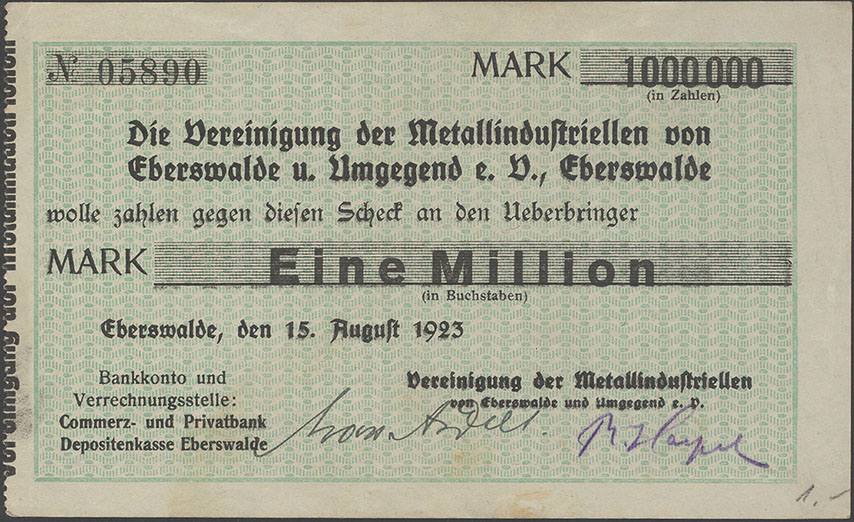 № 05890
MARK 1000000
(in Zahlen)
Die Vereinigung der Metallindustriellen von
Eberswalde u. Umgegend e. V., Eberswalde
wolle zahlen gegen diesen Scheck an den Ueberbringer
MARK Eine Million
(in Buchstaben)
Eberswalde, den 15. August 1923
Bankkonto und
Verrechnungsstelle:
Commerz- und Privatbank
Depositenkasse Eberswalde
Vereinigung der Metallindustriellen
von Eberswalde und Umgegend e. V.
1.-